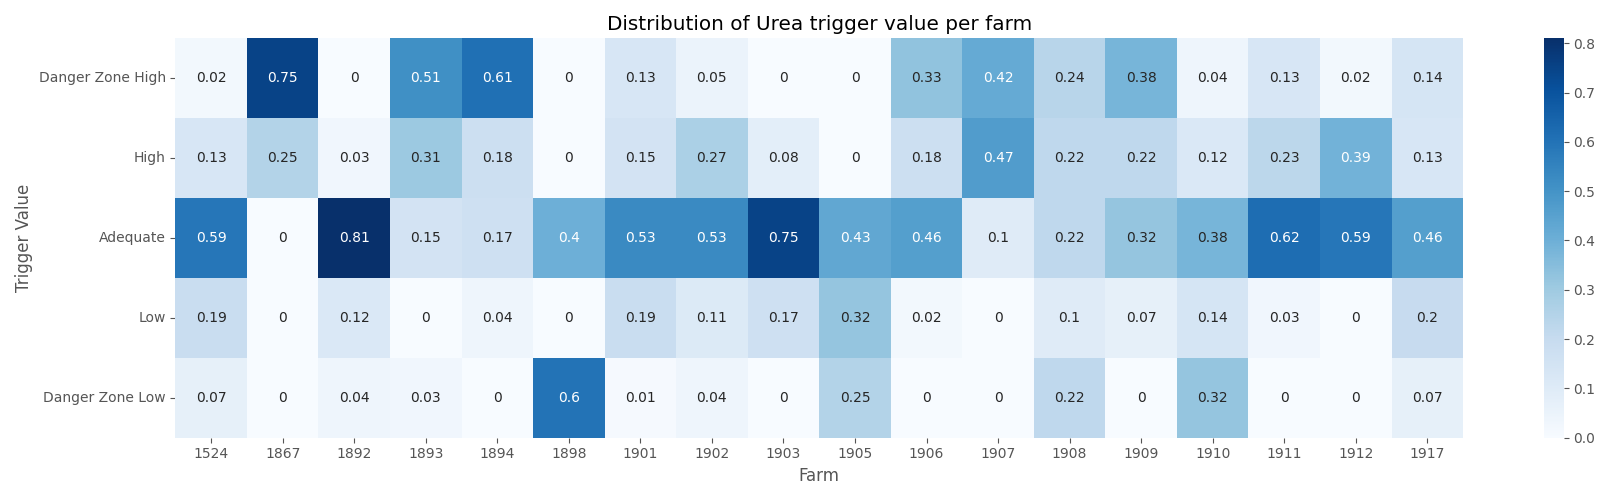 Distribution of Urea trigger value per farm
Trigger Value
Danger Zone High 0.02 0.75 0 0.51 0.61 0 0.13 0.05 0 0 0.33 0.42 0.24 0.38 0.04 0.13 0.02 0.14
High 0.13 0.25 0.03 0.31 0.18 0 0.15 0.27 0.08 0 0.18 0.47 0.22 0.22 0.12 0.23 0.39 0.13
Adequate 0.59 0 0.81 0.15 0.17 0.4 0.53 0.53 0.75 0.43 0.46 0.1 0.22 0.32 0.38 0.62 0.59 0.46
Low 0.19 0 0.12 0 0.04 0 0.19 0.11 0.17 0.32 0.02 0 0.1 0.07 0.14 0.03 0 0.2
Danger Zone Low 0.07 0 0.04 0.03 0 0.6 0.01 0.04 0 0.25 0 0 0.22 0 0.32 0 0 0.07
1524 1867 1892 1893 1894 1898 1901 1902 1903 1905 1906 1907 1908 1909 1910 1911 1912 1917
Farm
0.8
0.7
0.6
0.5
0.4
0.3
0.2
0.1
0.0